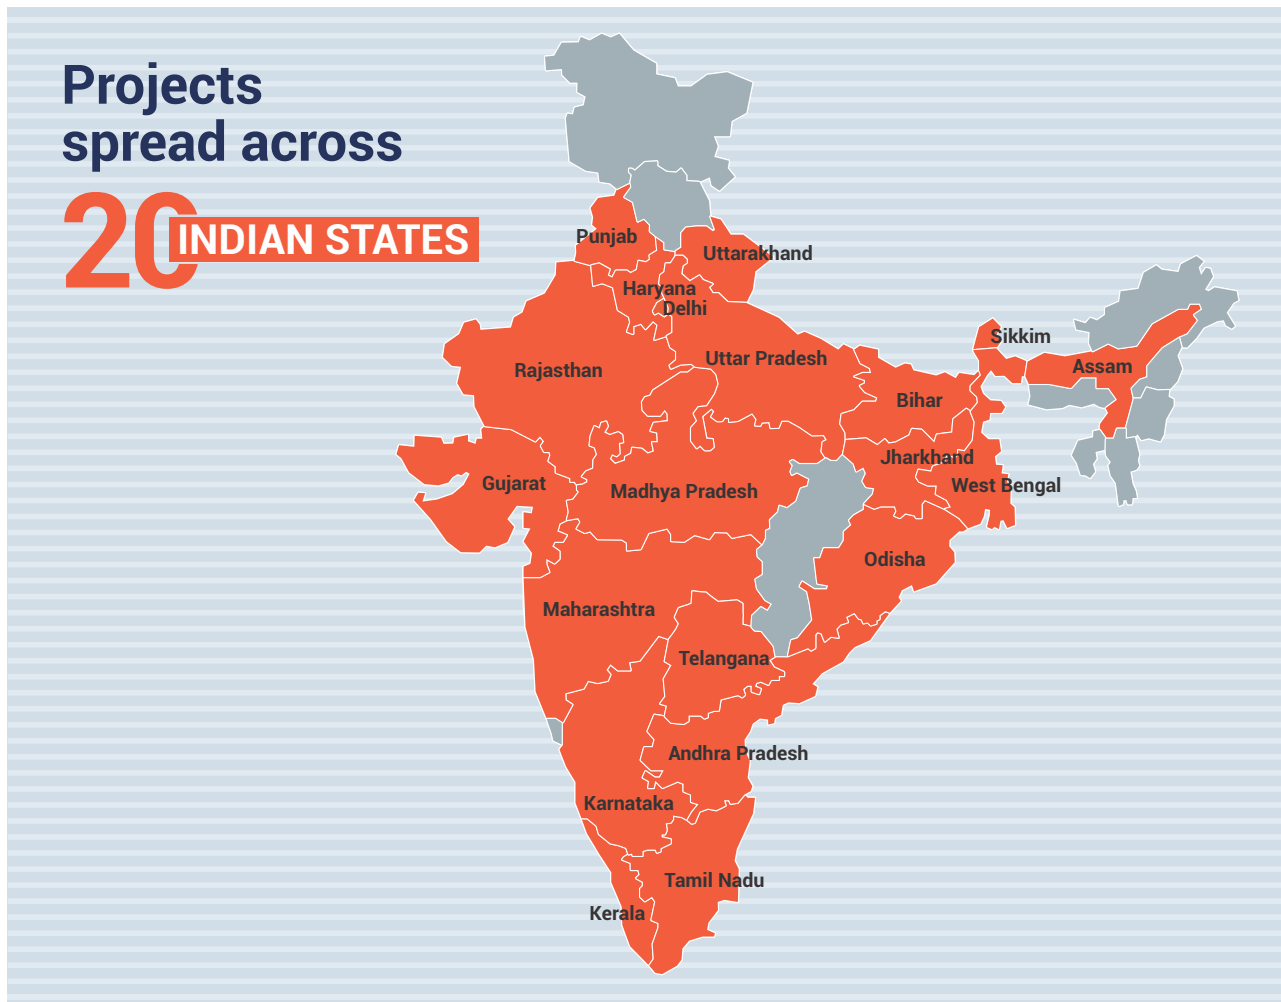 Projects
spread across
20 INDIAN STATES
Punjab
Uttarakhand
Haryana
Delhi
Sikkim
Uttar Pradesh
Assam
Rajasthan
Bihar
Jharkhand
Gujarat
West Bengal
Madhya Pradesh
Odisha
Maharashtra
Telangana
Andhra Pradesh
Karnataka
Tamil Nadu
Kerala